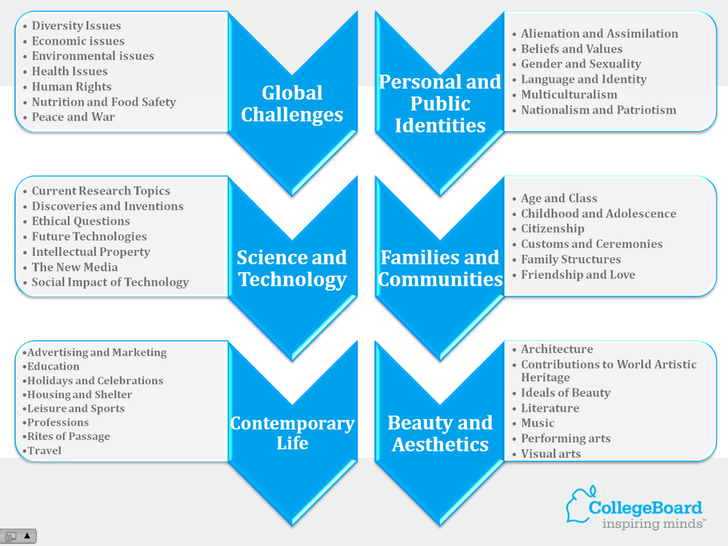 • Diversity Issues
• Economic issues
• Environmental issues
• Health Issues
• Human Rights
• Nutrition and Food Safety
• Peace and War
Global
Challenges
Personal and
Public
Identities
• Alienation and Assimilation
• Beliefs and Values
• Gender and Sexuality
• Language and Identity
• Multiculturalism
• Nationalism and Patriotism
• Current Research Topics
• Discoveries and Inventions
• Ethical Questions
• Future Technologies
• Intellectual Property
• The New Media
• Social Impact of Technology
Science and
Technology
Families and
Communities
• Age and Class
• Childhood and Adolescence
• Citizenship
• Customs and Ceremonies
• Family Structures
• Friendship and Love
•Advertising and Marketing
•Education
•Holidays and Celebrations
•Housing and Shelter
•Leisure and Sports
•Professions
•Rites of Passage
•Travel
Contemporary
Life
Beauty and
Aesthetics
• Architecture
• Contributions to World Artistic
Heritage
• Ideals of Beauty
• Literature
• Music
• Performing arts
• Visual arts
CollegeBoard
inspiring minds™